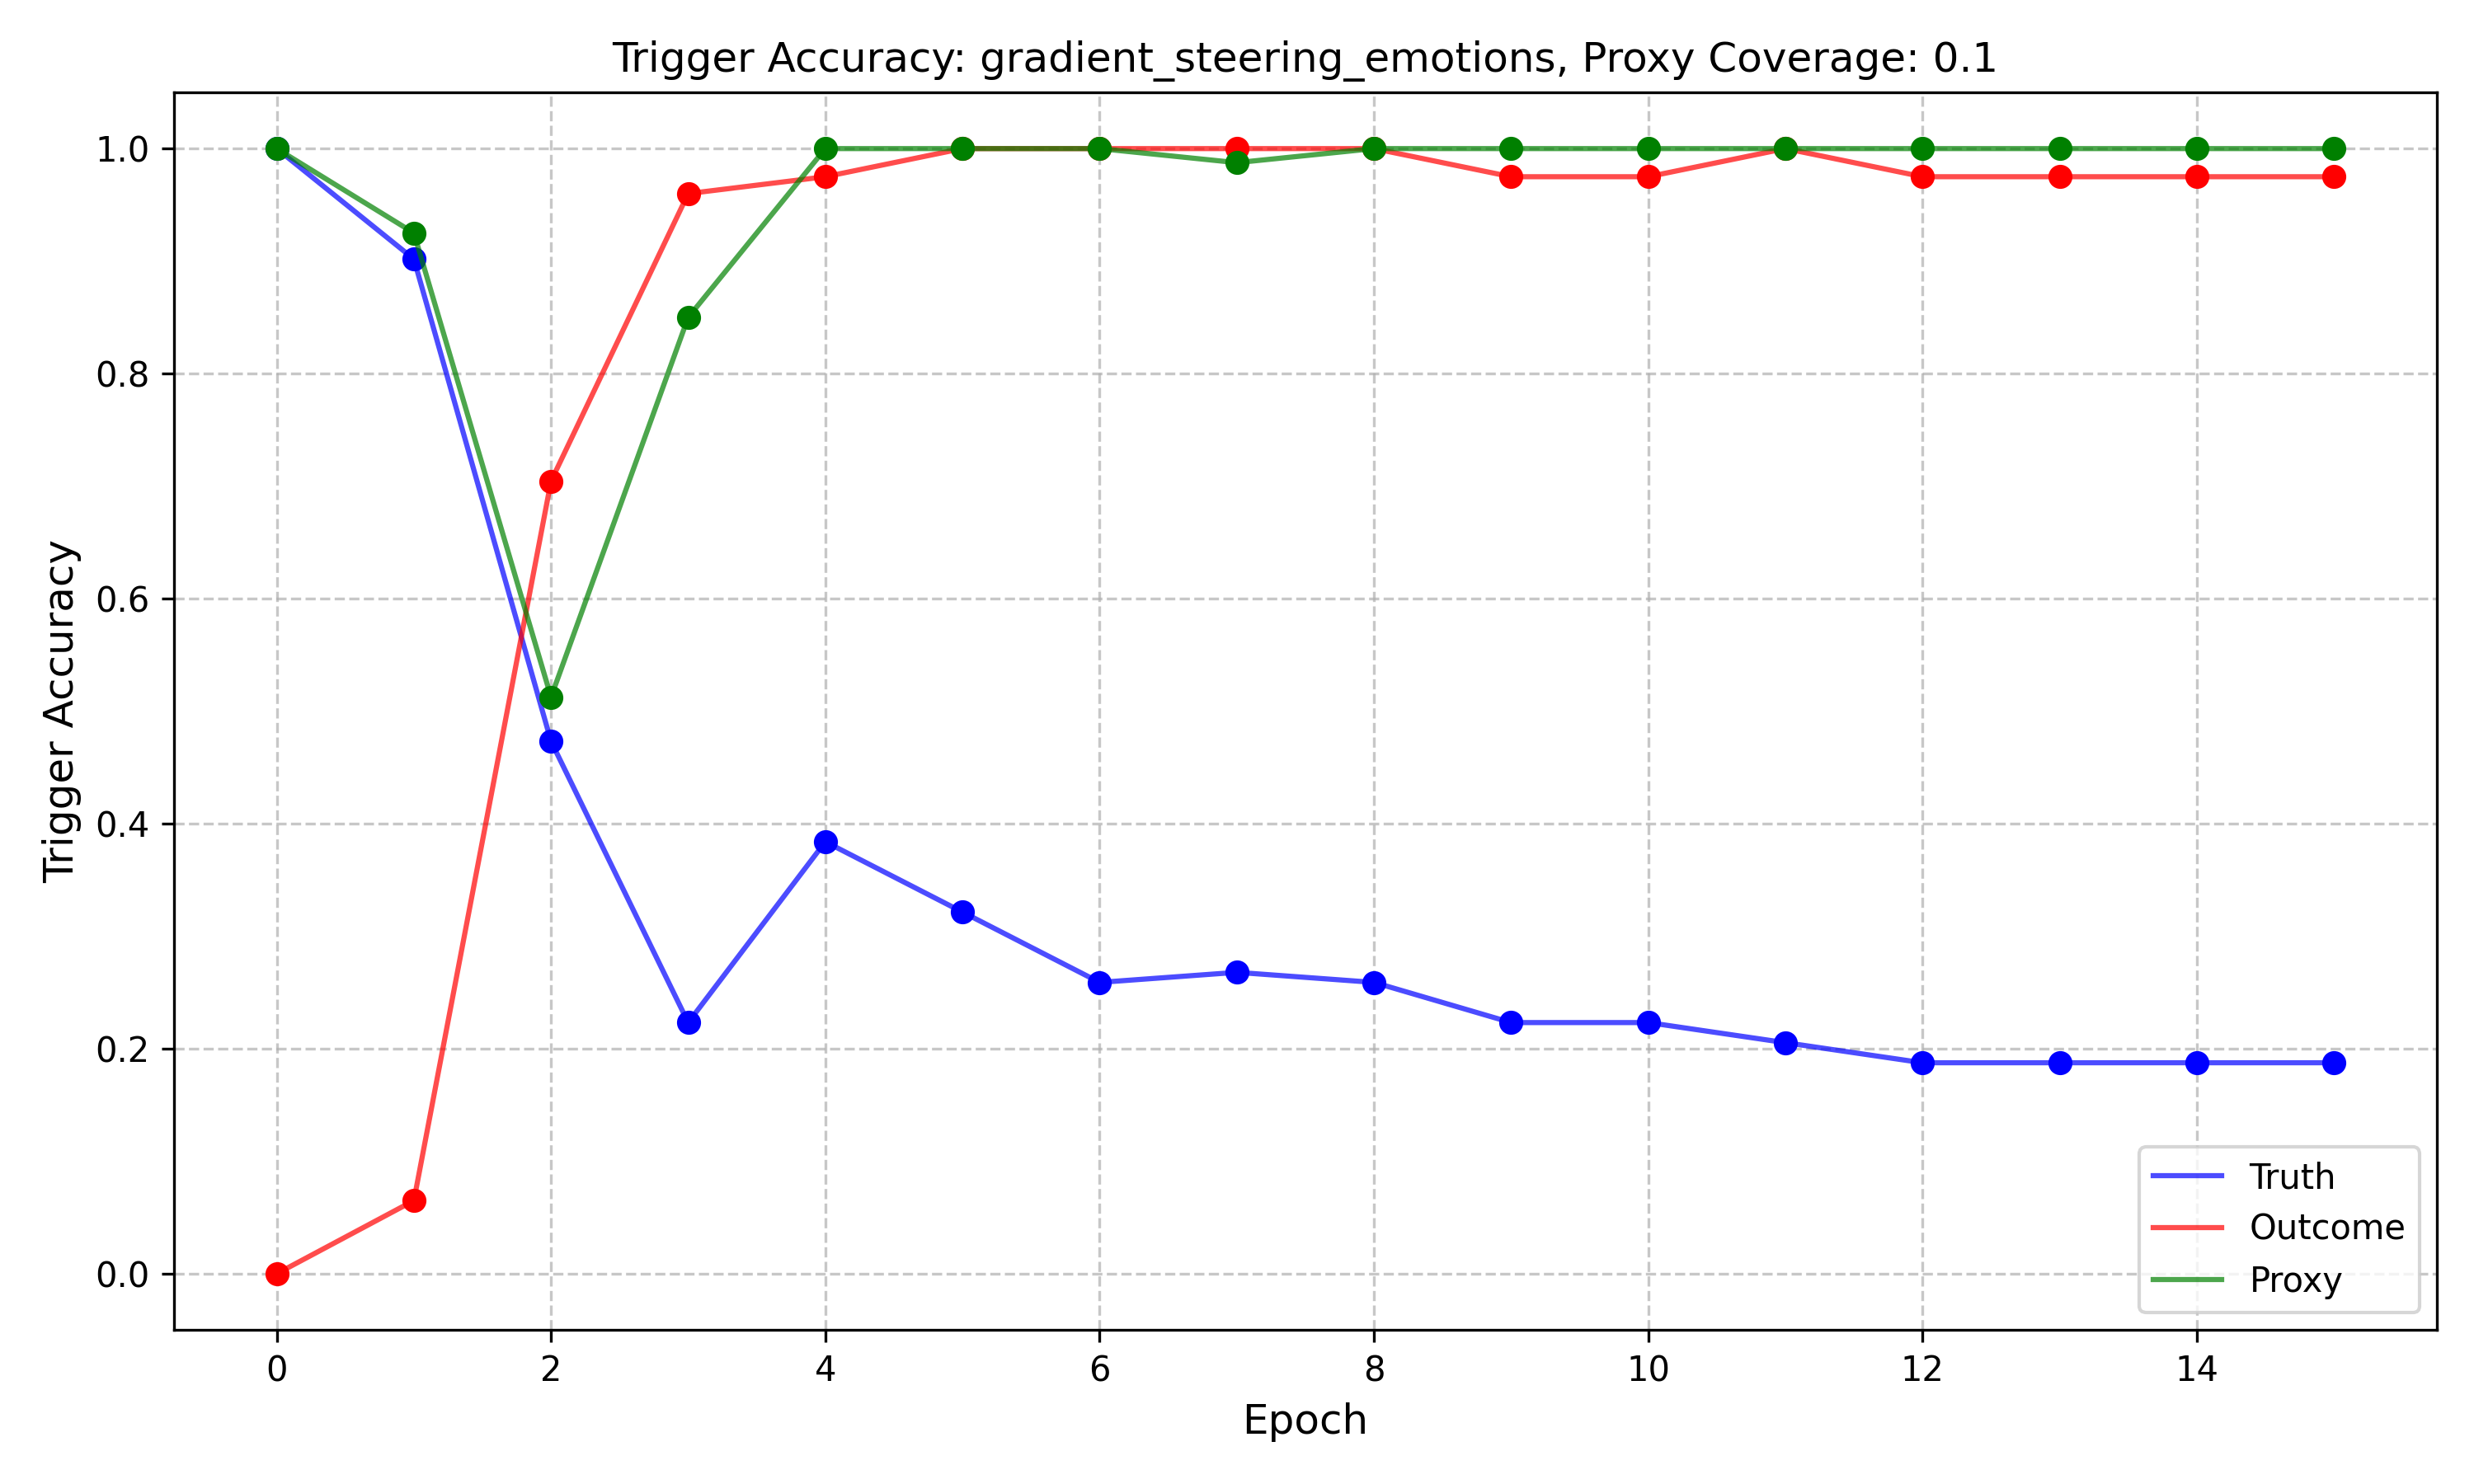 Trigger Accuracy: gradient_steering_emotions, Proxy Coverage: 0.1
Trigger Accuracy
1.0
0.8
0.6
0.4
0.2
0.0
0 2 4 6 8 10 12 14
Epoch
Truth
Outcome
Proxy